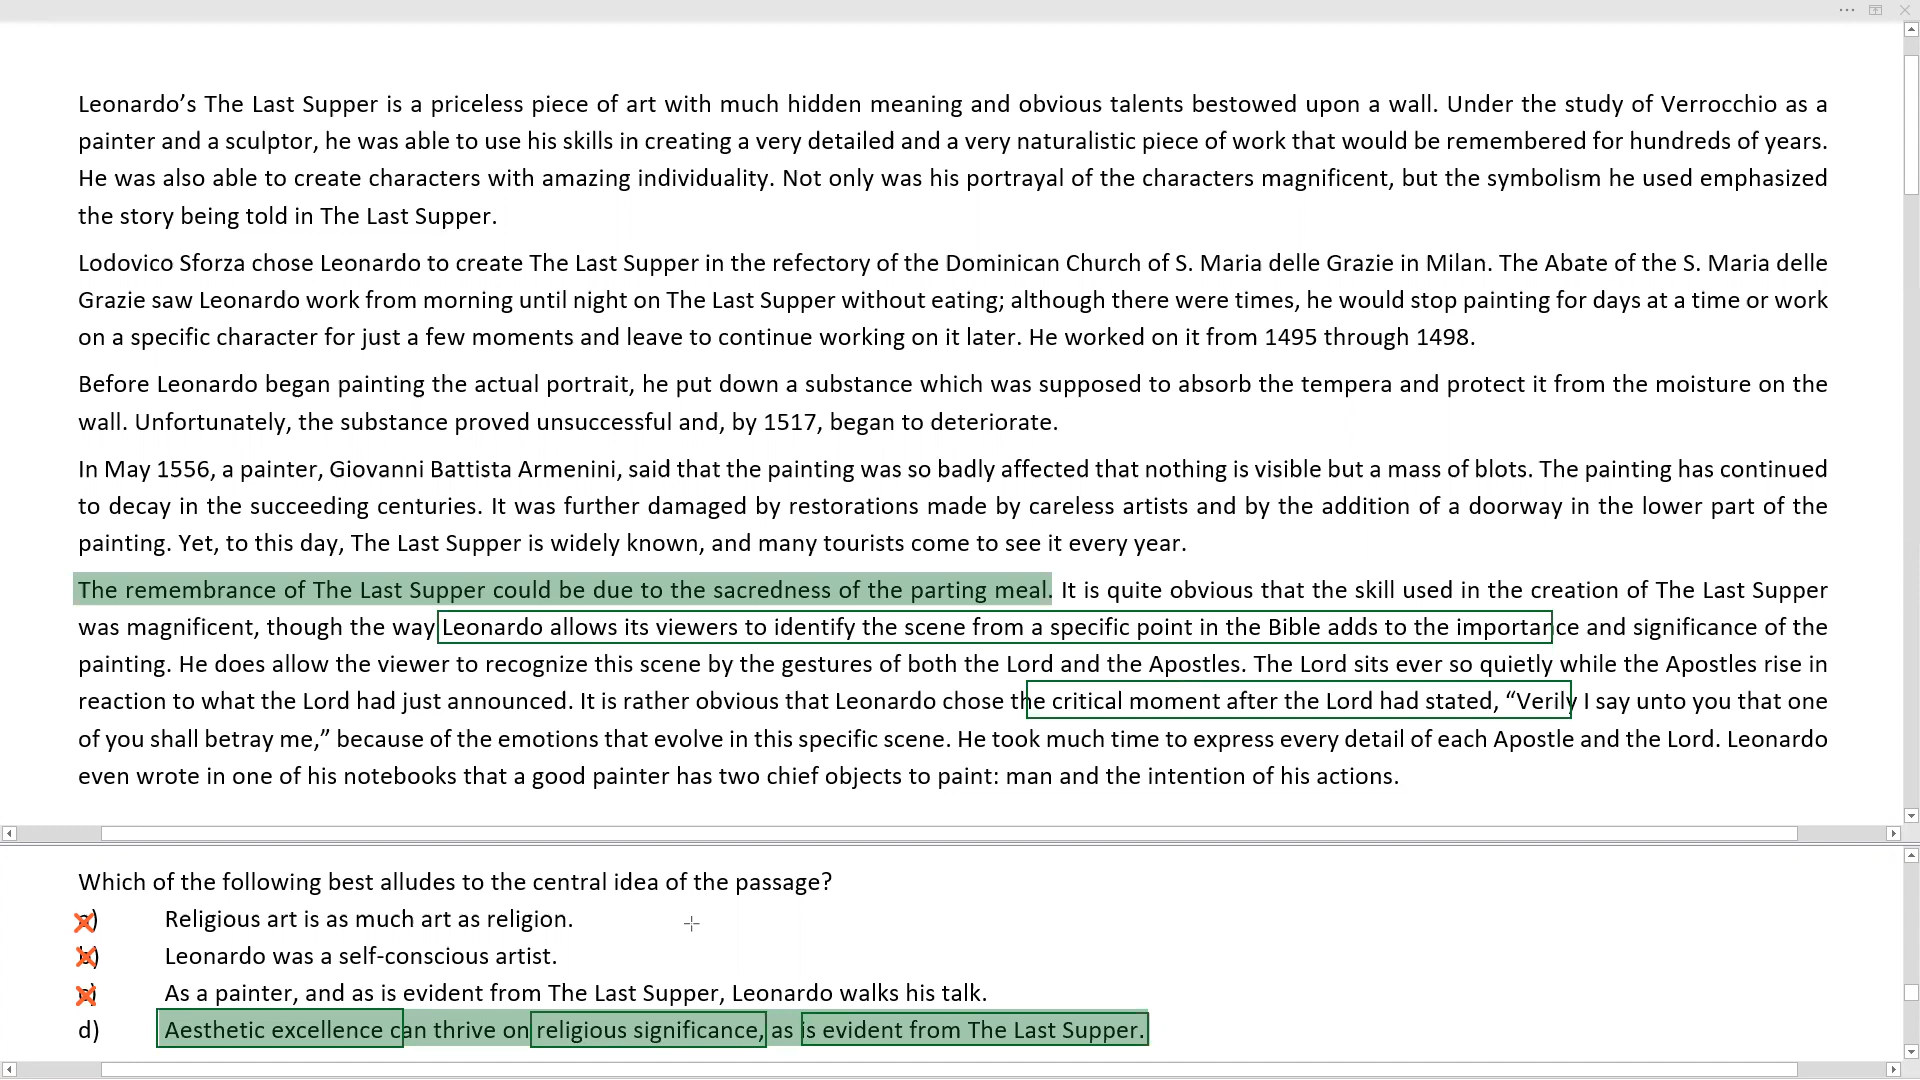 Leonardo’s The Last Supper is a priceless piece of art with much hidden meaning and obvious talents bestowed upon a wall. Under the study of Verrocchio as a
painter and a sculptor, he was able to use his skills in creating a very detailed and a very naturalistic piece of work that would be remembered for hundreds of years.
He was also able to create characters with amazing individuality. Not only was his portrayal of the characters magnificent, but the symbolism he used emphasized
the story being told in The Last Supper.
Lodovico Sforza chose Leonardo to create The Last Supper in the refectory of the Dominican Church of S. Maria delle Grazie in Milan. The Abate of the S. Maria delle
Grazie saw Leonardo work from morning until night on The Last Supper without eating; although there were times, he would stop painting for days at a time or work
on a specific character for just a few moments and leave to continue working on it later. He worked on it from 1495 through 1498.
Before Leonardo began painting the actual portrait, he put down a substance which was supposed to absorb the tempera and protect it from the moisture on the
wall. Unfortunately, the substance proved unsuccessful and, by 1517, began to deteriorate.
In May 1556, a painter, Giovanni Battista Armenini, said that the painting was so badly affected that nothing is visible but a mass of blots. The painting has continued
to decay in the succeeding centuries. It was further damaged by restorations made by careless artists and by the addition of a doorway in the lower part of the
painting. Yet, to this day, The Last Supper is widely known, and many tourists come to see it every year.
The remembrance of The Last Supper could be due to the sacredness of the parting meal. It is quite obvious that the skill used in the creation of The Last Supper
was magnificent, though the way Leonardo allows its viewers to identify the scene from a specific point in the Bible adds to the importance and significance of the
painting. He does allow the viewer to recognize this scene by the gestures of both the Lord and the Apostles. The Lord sits ever so quietly while the Apostles rise in
reaction to what the Lord had just announced. It is rather obvious that Leonardo chose the critical moment after the Lord had stated, “Verily I say unto you that one
of you shall betray me,” because of the emotions that evolve in this specific scene. He took much time to express every detail of each Apostle and the Lord. Leonardo
even wrote in one of his notebooks that a good painter has two chief objects to paint: man and the intention of his actions.
Which of the following best alludes to the central idea of the passage?
a) Religious art is as much art as religion.
b) Leonardo was a self-conscious artist.
c) As a painter, and as is evident from The Last Supper, Leonardo walks his talk.
d) Aesthetic excellence can thrive on religious significance, as is evident from The Last Supper.